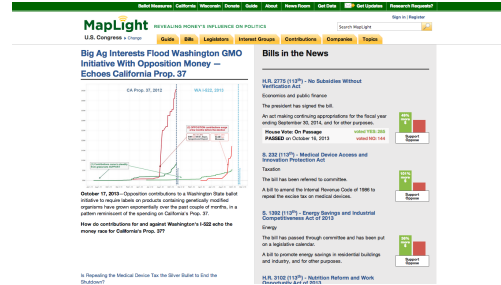 Ballot Measures California Wisconsin Donate Guide About News Room Get Data Get Updates Research Requests?
Sign In | Register
MapLight REVEALING MONEY'S INFLUENCE ON POLITICS
Search MapLight
U.S. Congress Change
Guide Bills Legislators Interest Groups Contributions Companies Topics
Big Ag Interests Flood Washington GMO
Initiative With Opposition Money —
Echoes California Prop. 37
CA Prop. 37, 2012 WA I-522, 2013
October 17, 2013—Opposition contributions to a Washington State ballot
initiative to require labels on products containing genetically modified
organisms have grown exponentially over the past couple of months, in a
pattern reminiscent of the spending on California's Prop. 37.
How do contributions for and against Washington's I-522 echo the
money race for California's Prop. 37?
Is Repealing the Medical Device Tax the Silver Bullet to End the
Shutdown?
Bills in the News
H.R. 2775 (113th) - No Subsidies Without
Verification Act
Economics and public finance
The president has signed the bill.
An act making continuing appropriations for the fiscal year
ending September 30, 2014, and for other purposes.
House Vote: On Passage
PASSED on October 16, 2013
voted YES: 285
voted NO: 144
Support
Oppose
S. 232 (113th) - Medical Device Access and
Innovation Protection Act
Taxation
The bill has been referred to committee.
A bill to amend the Internal Revenue Code of 1986 to
repeal the excise tax on medical devices.
Support
Oppose
S. 1392 (113th) - Energy Savings and Industrial
Competitiveness Act of 2013
Energy
The bill has passed through committee and has been put
on a legislative calendar.
A bill to promote energy savings in residential buildings
and industry, and for other purposes.
Support
Oppose
H.R. 3102 (113th) - Nutrition Reform and Work
Opportunity Act of 2013